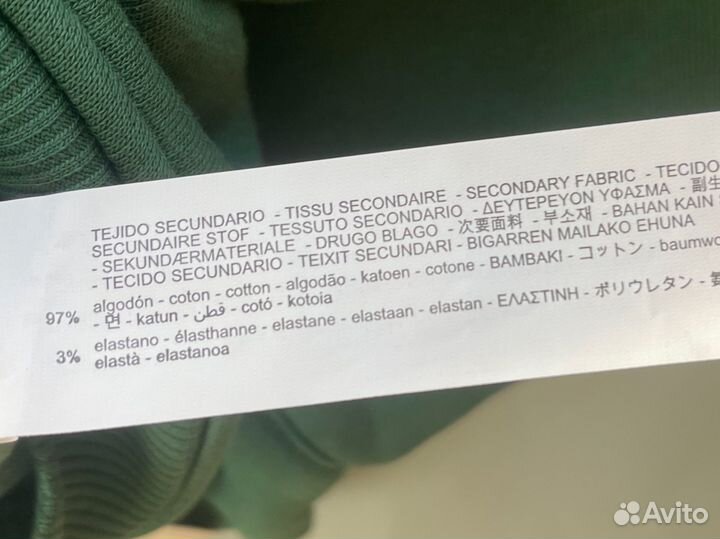 TEJIDO SECUNDARIO - TISSU SECONDAIRE - SECONDARY FABRIC - TECIDO
SECUNDAIRE STOF - TESSUTO SECONDARIO - ΔΕΥΤΕΡΕΥΟΝ ΥΦΑΣΜΑ - 副生
- SEKUNDÆRMATERIALE - DRUGO BLAGO - 次要面料 - 부소재 - BAHAN KAIN
- TECIDO SECUNDÁRIO - TEIXIT SECUNDARI - BIGARREN MAILAKO EHUNA
97% algodón - coton - cotton - algodão - katoen - cotone - ΒΑΜΒΑΚΙ - コットン - baumwo
- 면 - katun - قطن - cotó - kotoia
3% elastano - élasthanne - elastane - elastaan - elastan - ΕΛΑΣΤΙΝΗ - ポリウレタン -
elastà - elastanoa
Avito